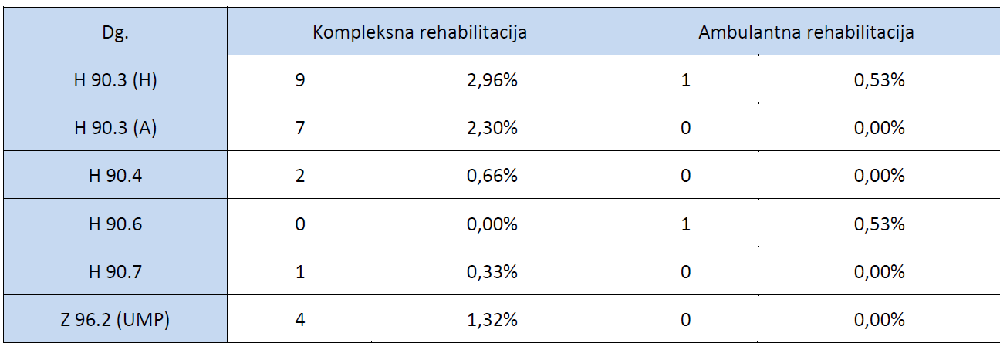 Dg. Kompleksna rehabilitacija Ambulantna rehabilitacija
H 90.3 (H) 9 2,96% 1 0,53%
H 90.3 (A) 7 2,30% 0 0,00%
H 90.4 2 0,66% 0 0,00%
H 90.6 0 0,00% 1 0,53%
H 90.7 1 0,33% 0 0,00%
Z 96.2 (UMP) 4 1,32% 0 0,00%